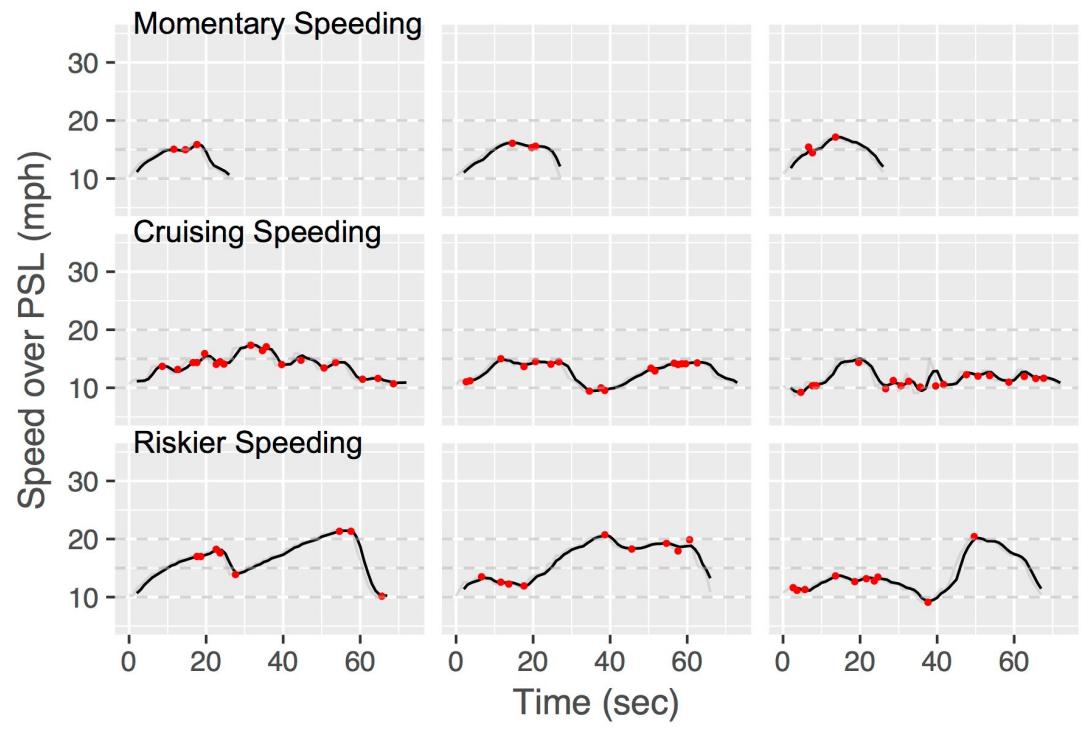 Momentary Speeding
30
20
10
Cruising Speeding
30
20
10
Riskier Speeding
30
20
10
0 20 40 60 0 20 40 60 0 20 40 60
Time (sec)
Speed over PSL (mph)